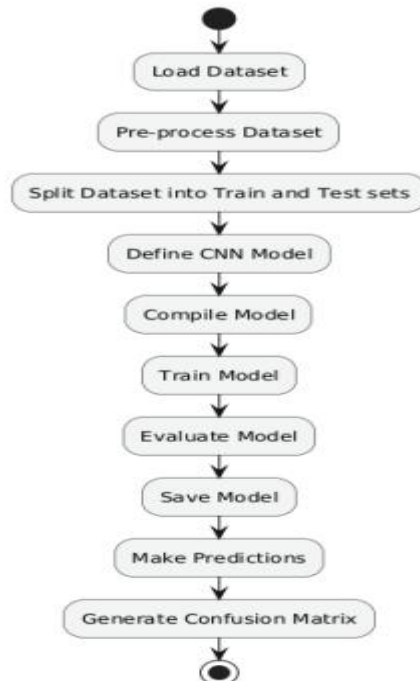 Load Dataset
Pre-process Dataset
Split Dataset into Train and Test sets
Define CNN Model
Compile Model
Train Model
Evaluate Model
Save Model
Make Predictions
Generate Confusion Matrix